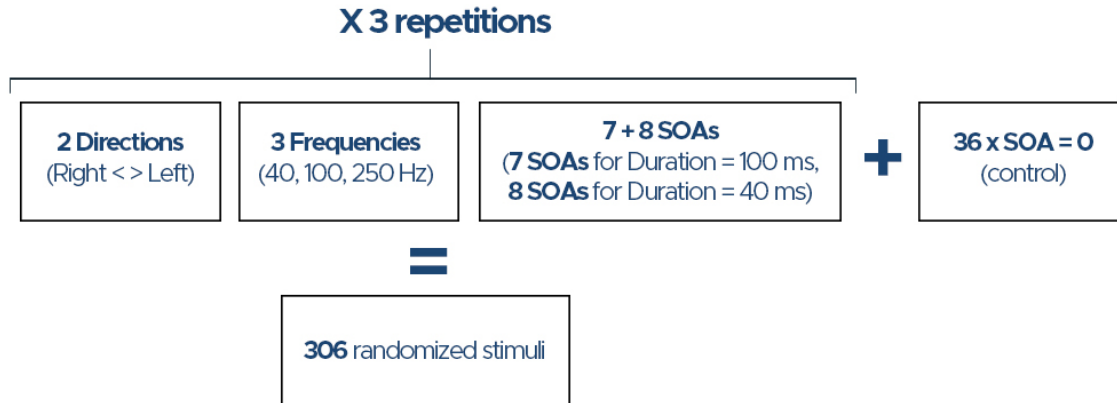 X 3 repetitions
2 Directions
(Right < > Left)
3 Frequencies
(40, 100, 250 Hz)
7 + 8 SOAs
(7 SOAs for Duration = 100 ms,
8 SOAs for Duration = 40 ms)
+
36 x SOA = 0
(control)
=
306 randomized stimuli